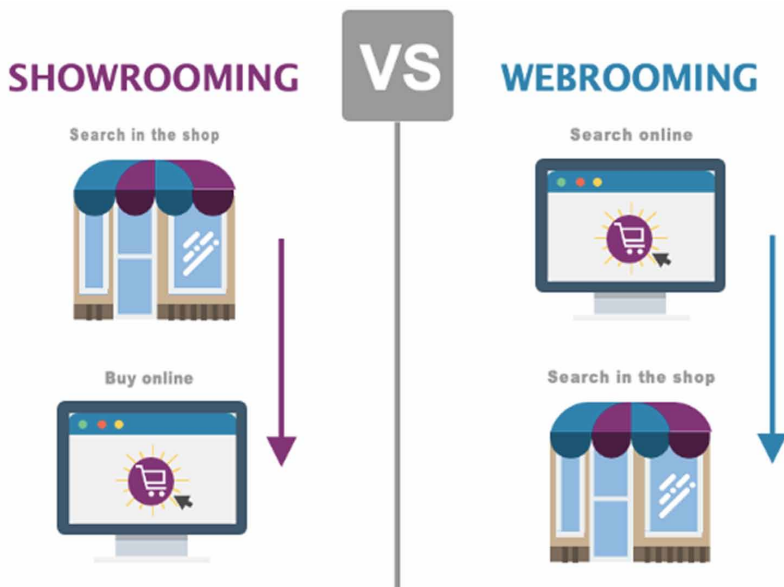 SHOWROOMING
VS
WEBROOMING
Search in the shop
Buy online
Search online
Search in the shop